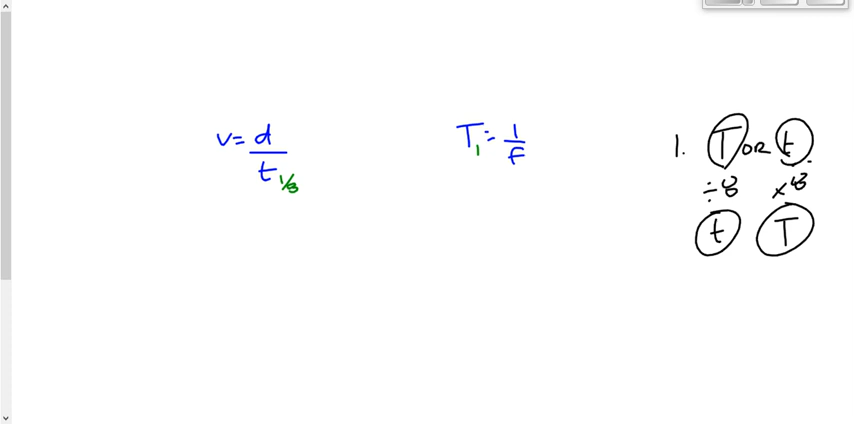 v = d/t 1/8
T1 = 1/f
1. T OR t
÷8 ×8
t T